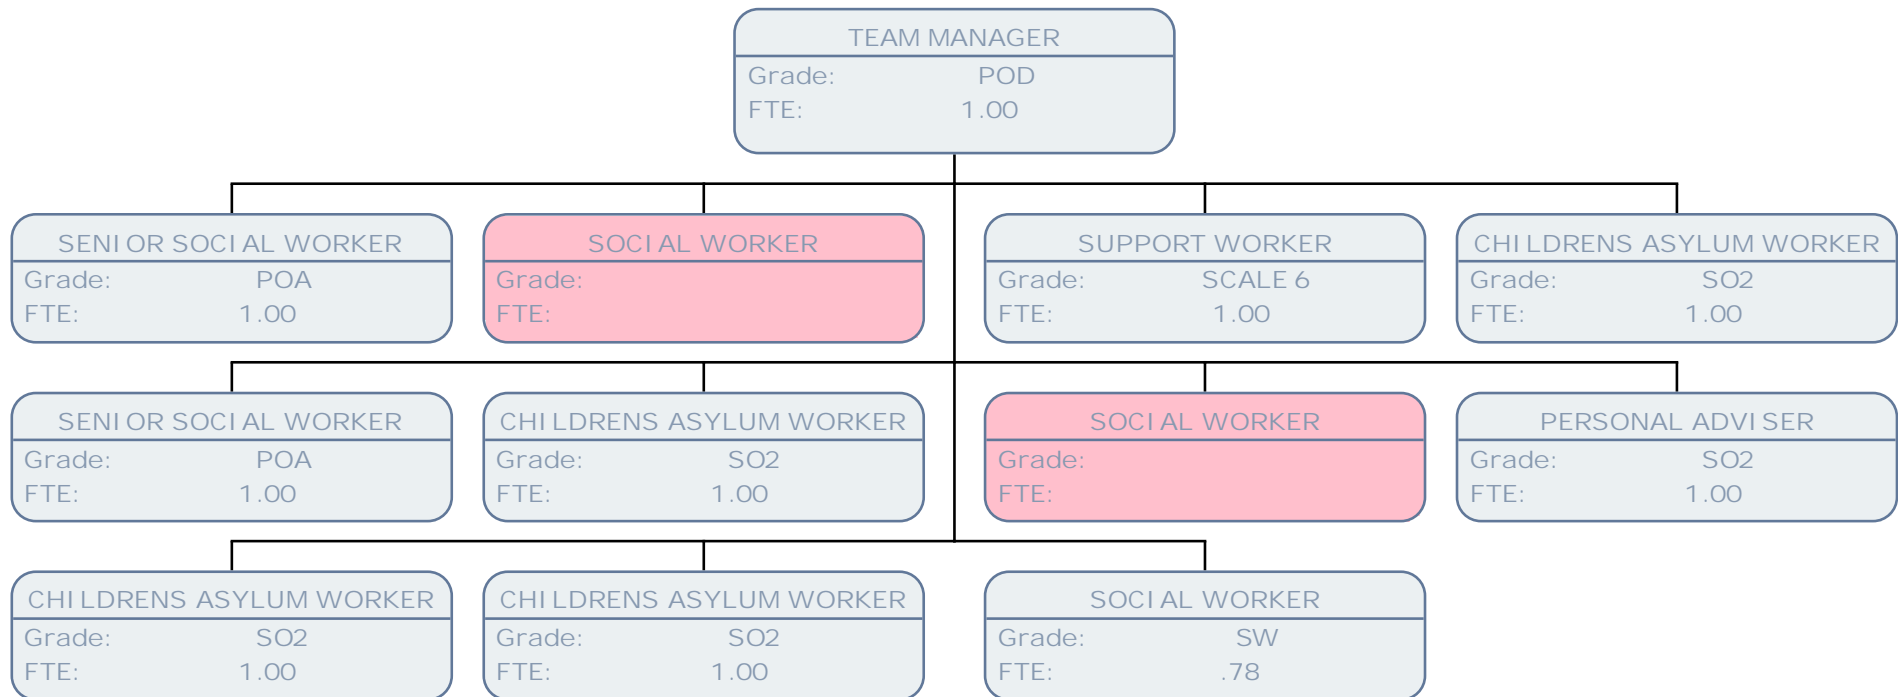 TEAM MANAGER
Grade: POD
FTE: 1.00
SENIOR SOCIAL WORKER
Grade: POA
FTE: 1.00
SOCIAL WORKER
Grade:
FTE:
SUPPORT WORKER
Grade: SCALE 6
FTE: 1.00
CHILDRENS ASYLUM WORKER
Grade: SO2
FTE: 1.00
SENIOR SOCIAL WORKER
Grade: POA
FTE: 1.00
CHILDRENS ASYLUM WORKER
Grade: SO2
FTE: 1.00
SOCIAL WORKER
Grade:
FTE:
PERSONAL ADVISER
Grade: SO2
FTE: 1.00
CHILDRENS ASYLUM WORKER
Grade: SO2
FTE: 1.00
CHILDRENS ASYLUM WORKER
Grade: SO2
FTE: 1.00
SOCIAL WORKER
Grade: SW
FTE: .78